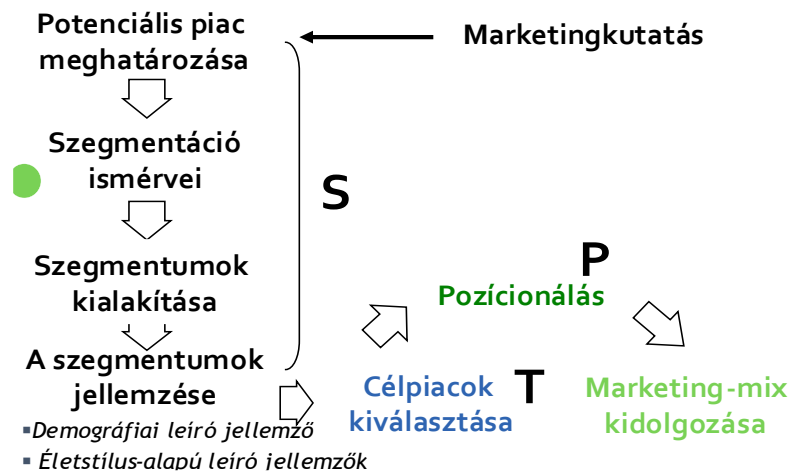 Potenciális piac
meghatározása
Marketingkutatás
Szegmentáció
ismérvei
S
Szegmentumok
kialakítása
P
Pozícionálás
A szegmentumok
jellemzése
Célpiacok
kiválasztása
T
Marketing-mix
kidolgozása
▪Demográfiai leíró jellemző
▪ Életstílus-alapú leíró jellemzők